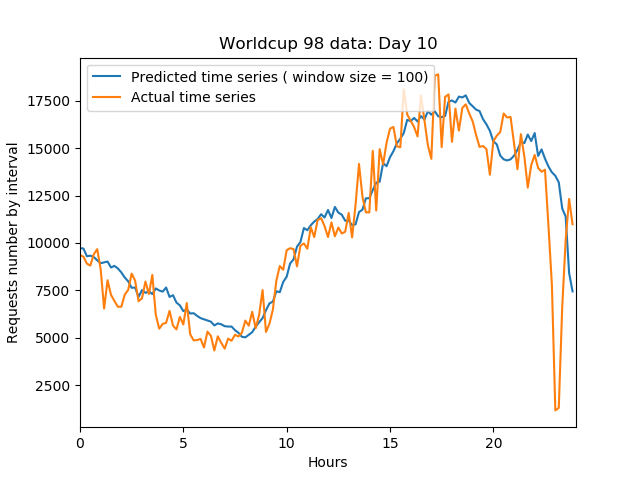 Worldcup 98 data: Day 10
Predicted time series ( window size = 100)
Actual time series
17500
15000
12500
10000
7500
5000
2500
Requests number by interval
0 5 10 15 20
Hours